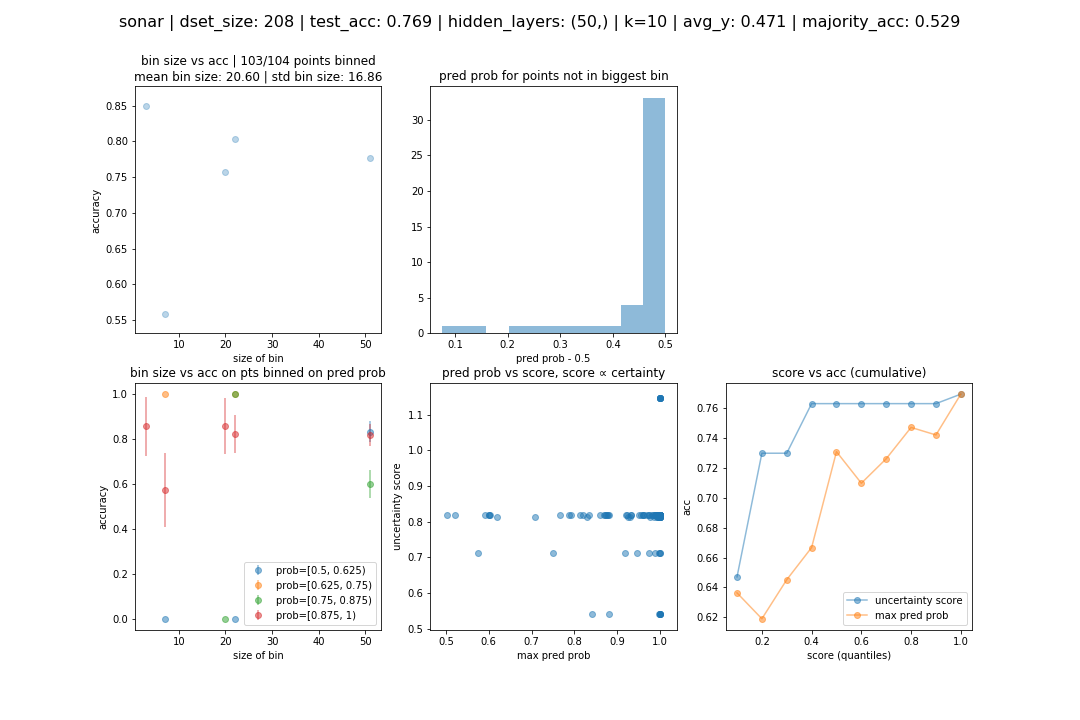 sonar | dset_size: 208 | test_acc: 0.769 | hidden_layers: (50,) | k=10 | avg_y: 0.471 | majority_acc: 0.529
bin size vs acc | 103/104 points binned
mean bin size: 20.60 | std bin size: 16.86
0.85
0.80
0.75
0.70
0.65
0.60
0.55
accuracy
10
20
30
40
50
size of bin
pred prob for points not in biggest bin
30
25
20
15
10
5
0
0.1
0.2
0.3
0.4
0.5
pred prob - 0.5
bin size vs acc on pts binned on pred prob
1.0
0.8
0.6
0.4
0.2
0.0
accuracy
prob=[0.5, 0.625)
prob=[0.625, 0.75)
prob=[0.75, 0.875)
prob=[0.875, 1)
10
20
30
40
50
size of bin
pred prob vs score, score ∝ certainty
1.1
1.0
0.9
0.8
0.7
0.6
0.5
uncertainty score
0.5
0.6
0.7
0.8
0.9
1.0
max pred prob
score vs acc (cumulative)
0.76
0.74
0.72
0.70
0.68
0.66
0.64
0.62
acc
uncertainty score
max pred prob
0.2
0.4
0.6
0.8
1.0
score (quantiles)